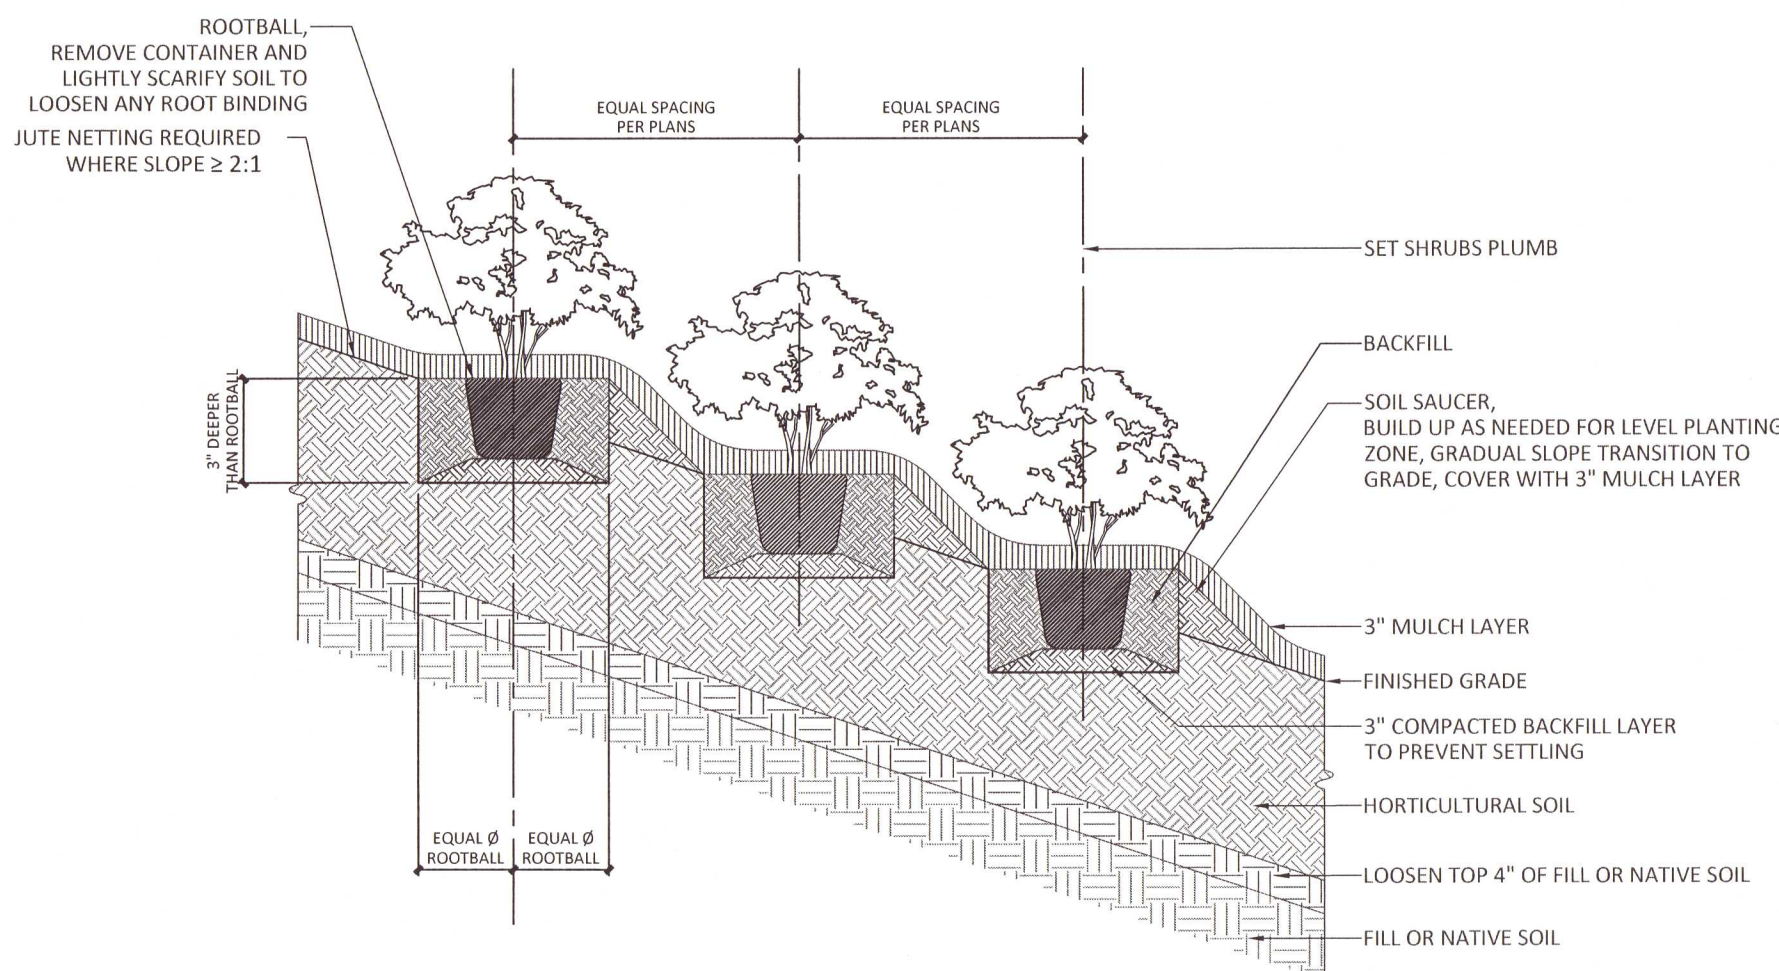 ROOTBALL,
REMOVE CONTAINER AND
LIGHTLY SCARIFY SOIL TO
LOOSEN ANY ROOT BINDING
JUTE NETTING REQUIRED
WHERE SLOPE ≥ 2:1
EQUAL SPACING
PER PLANS
EQUAL SPACING
PER PLANS
SET SHRUBS PLUMB
BACKFILL
SOIL SAUCER,
BUILD UP AS NEEDED FOR LEVEL PLANTING
ZONE, GRADUAL SLOPE TRANSITION TO
GRADE, COVER WITH 3" MULCH LAYER
3" DEEPER
THAN ROOTBALL
3" MULCH LAYER
FINISHED GRADE
3" COMPACTED BACKFILL LAYER
TO PREVENT SETTLING
HORTICULTURAL SOIL
EQUAL Ø
ROOTBALL
EQUAL Ø
ROOTBALL
LOOSEN TOP 4" OF FILL OR NATIVE SOIL
FILL OR NATIVE SOIL